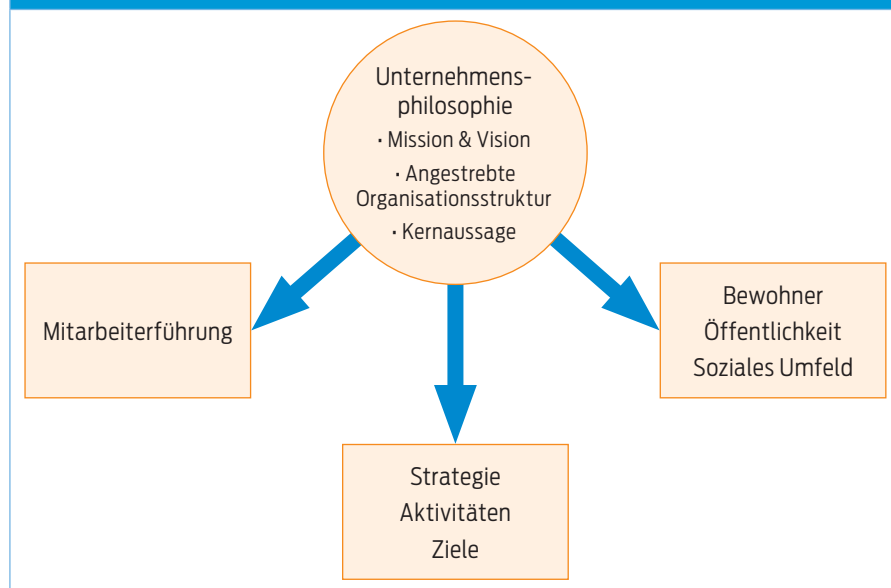 Unternehmens-
philosophie
· Mission & Vision
· Angestrebte
Organisationsstruktur
· Kernaussage
Mitarbeiterführung
Bewohner
Öffentlichkeit
Soziales Umfeld
Strategie
Aktivitäten
Ziele